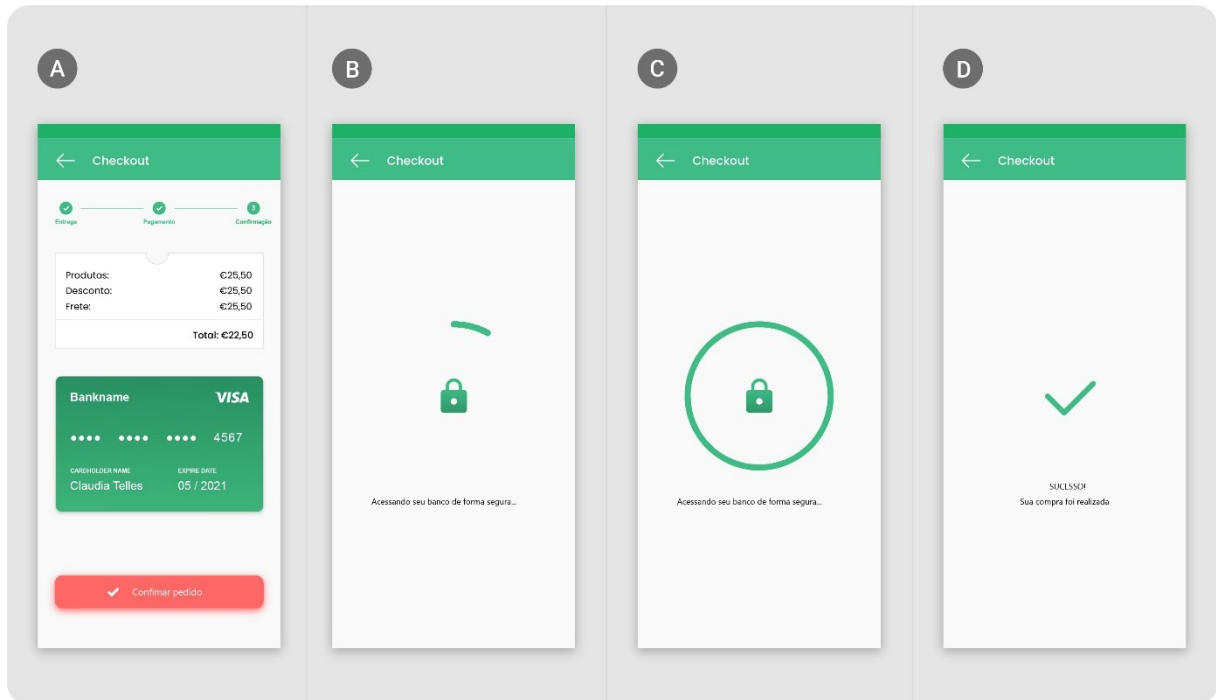 A
Checkout
3
Entrega Pagamento Confirmação
Produtos: €25,50
Desconto: €25,50
Frete: €25,50
Total: €22,50
Bankname VISA
•••• •••• •••• 4567
CARDHOLDER NAME EXPIRE DATE
Claudia Telles 05 / 2021
Confimar pedido
B
Checkout
Acessando seu banco de forma segura...
C
Checkout
Acessando seu banco de forma segura...
D
Checkout
SUCESSO!
Sua compra foi realizada